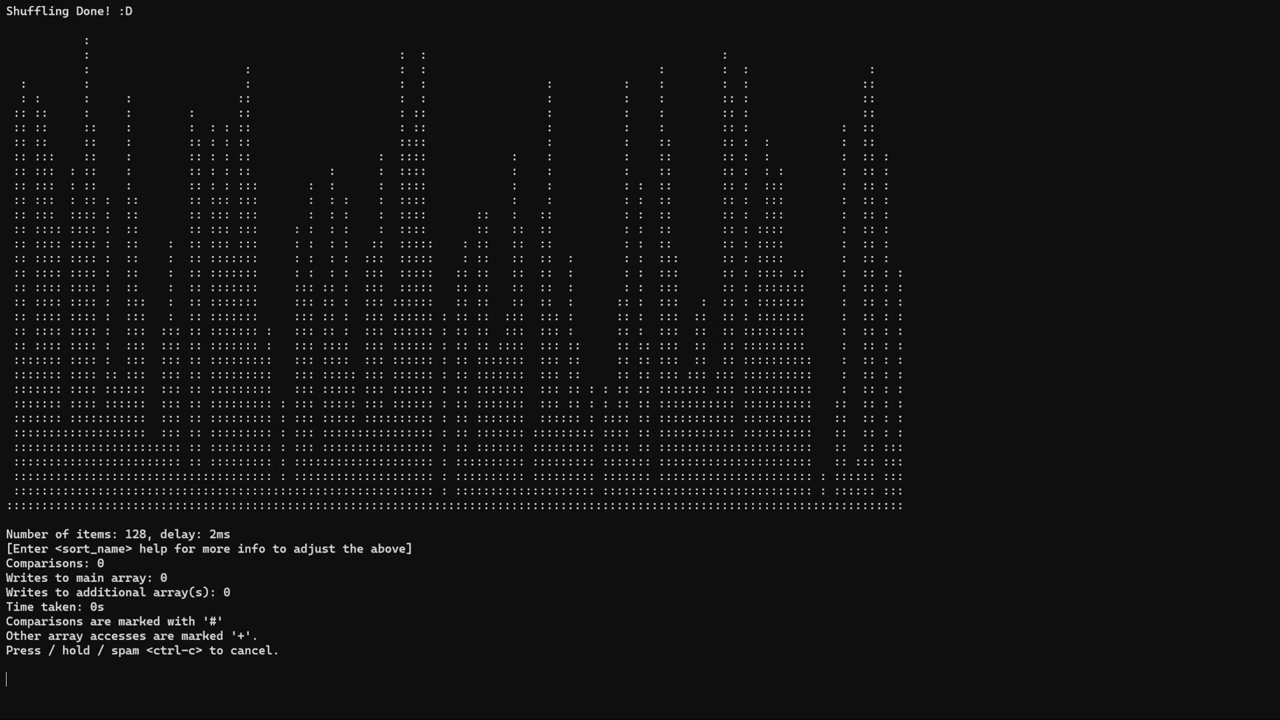 Shuffling Done! :D
Number of items: 128, delay: 2ms
[Enter <sort_name> help for more info to adjust the above]
Comparisons: 0
Writes to main array: 0
Writes to additional array(s): 0
Time taken: 0s
Comparisons are marked with '#'
Other array accesses are marked '+'.
Press / hold / spam <ctrl-c> to cancel.